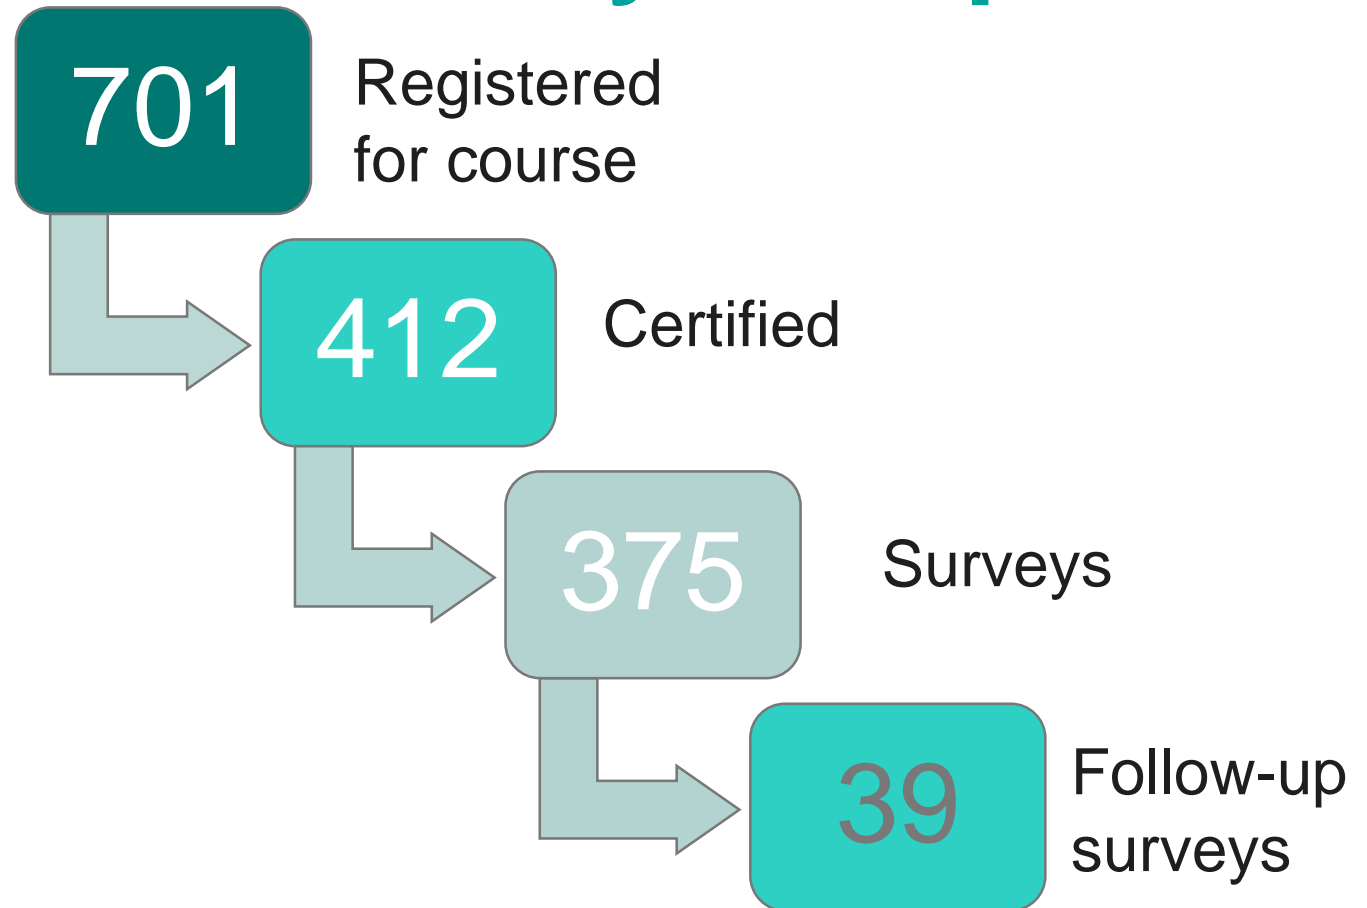 701
Registered
for course
412
Certified
375
Surveys
39
Follow-up
surveys